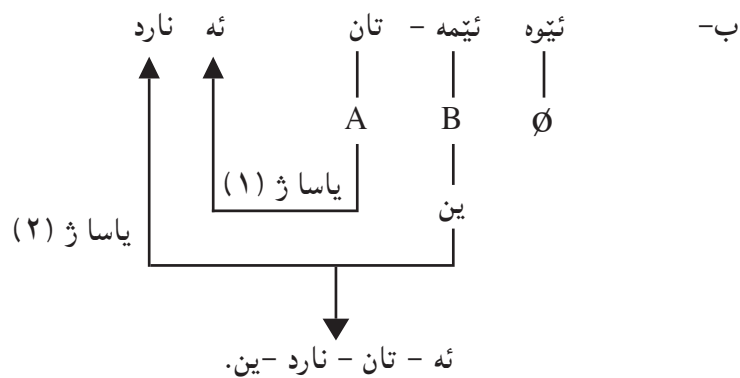 ب- ئێوە ئێمە - تان ئە نارد
A B Ø
یاسا ژ (١)
ین
یاسا ژ (٢)
ئە - تان - نارد -ین.